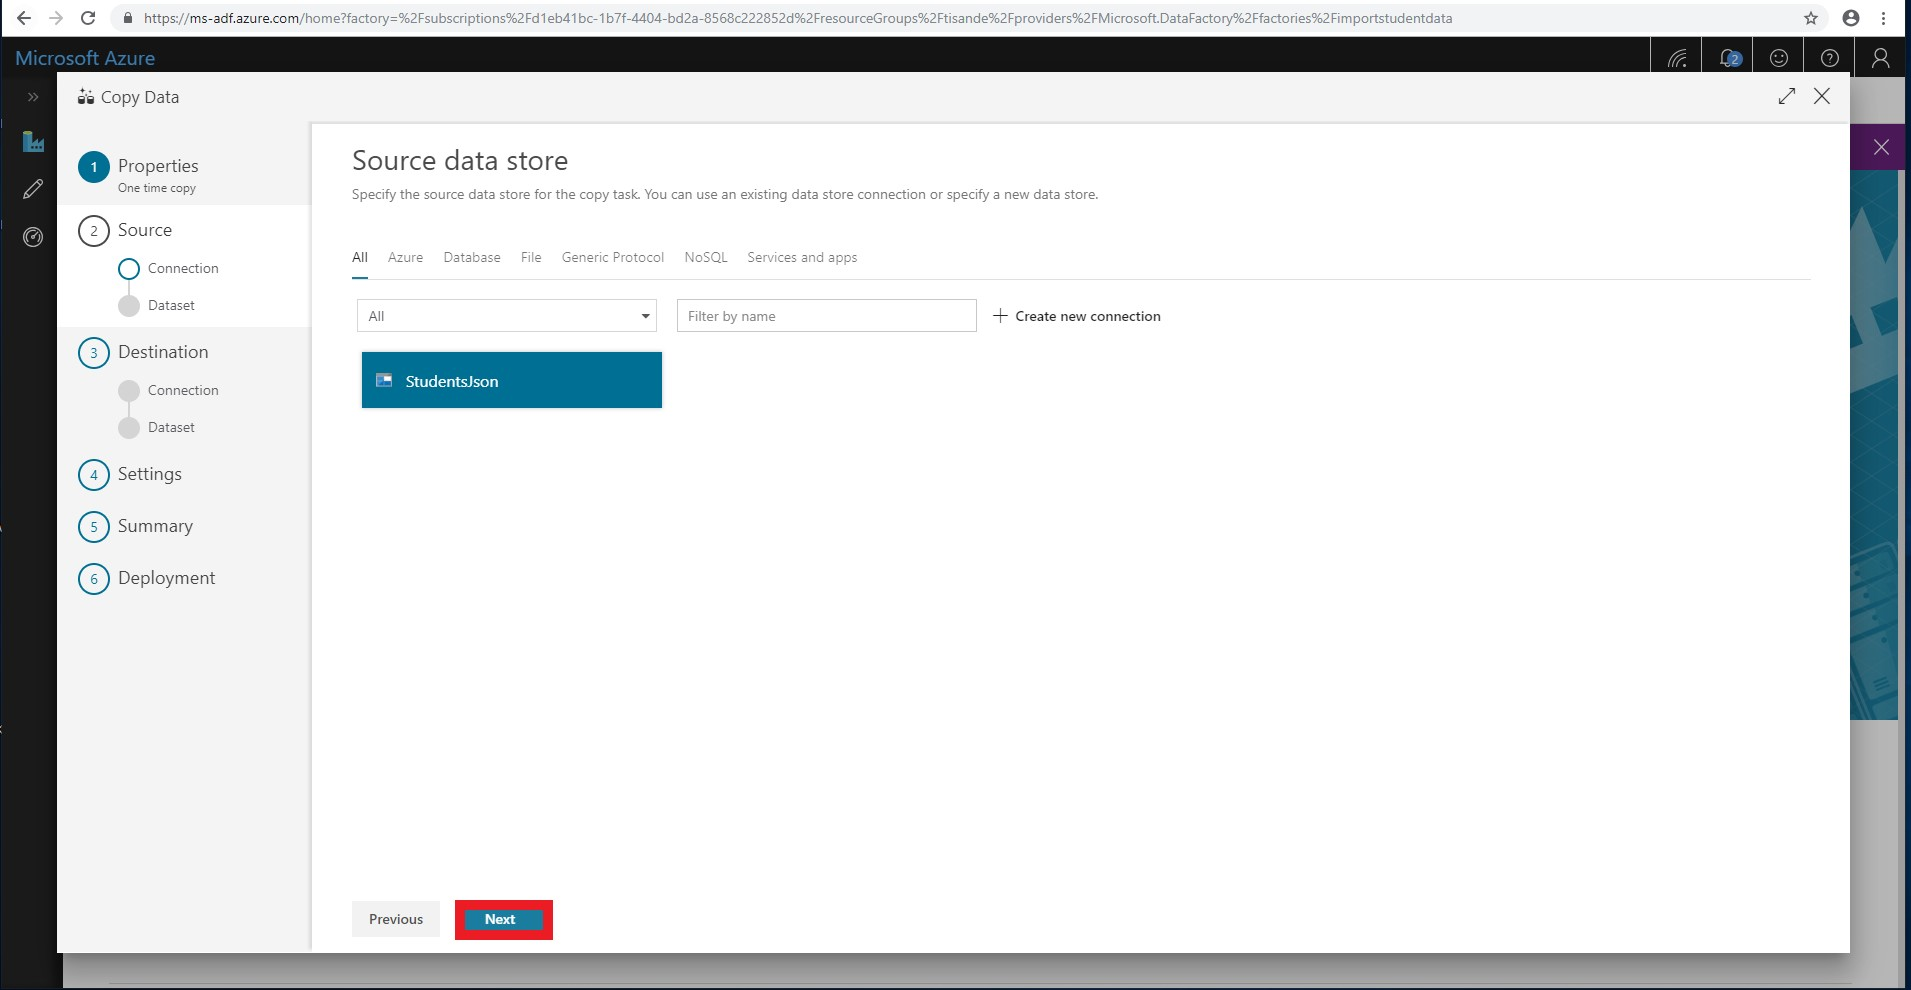 https://ms-adf.azure.com/home?factory=%2Fsubscriptions%2Fd1eb41bc-1b7f-4404-bd2a-8568c222852d%2FresourceGroups%2Ftisande%2Fproviders%2FMicrosoft.DataFactory%2Ffactories%2Fimportstudentdata
Microsoft Azure
2
Copy Data
1 Properties
One time copy
2 Source
Connection
Dataset
3 Destination
Connection
Dataset
4 Settings
5 Summary
6 Deployment
Source data store
Specify the source data store for the copy task. You can use an existing data store connection or specify a new data store.
All Azure Database File Generic Protocol NoSQL Services and apps
All Filter by name + Create new connection
StudentsJson
Previous Next